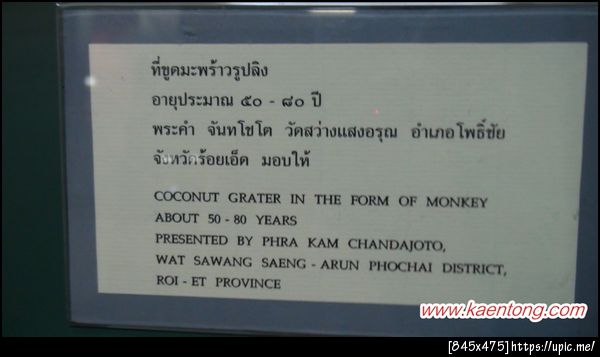 ที่ขูดมะพร้าวรูปลิง
อายุประมาณ ๕๐ - ๘๐ ปี
พระคำ จันทโชโต วัดสว่างแสงอรุณ อำเภอโพธิ์ชัย
จังหวัดร้อยเอ็ด มอบให้
COCONUT GRATER IN THE FORM OF MONKEY
ABOUT 50 - 80 YEARS
PRESENTED BY PHRA KAM CHANDAJOTO,
WAT SAWANG SAENG - ARUN PHOCHAI DISTRICT,
ROI - ET PROVINCE
www.kaentong.com
[845x475]https://upic.me/